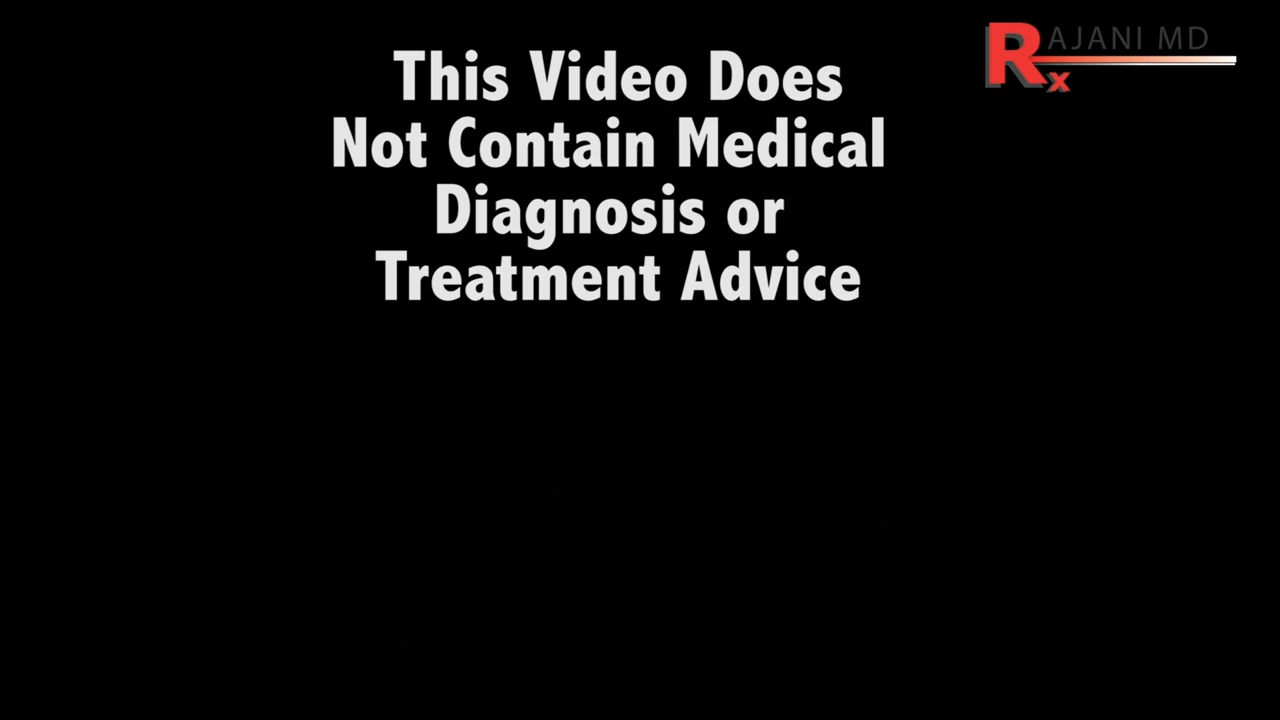 RAJANI MD
Rx
This Video Does
Not Contain Medical
Diagnosis or
Treatment Advice